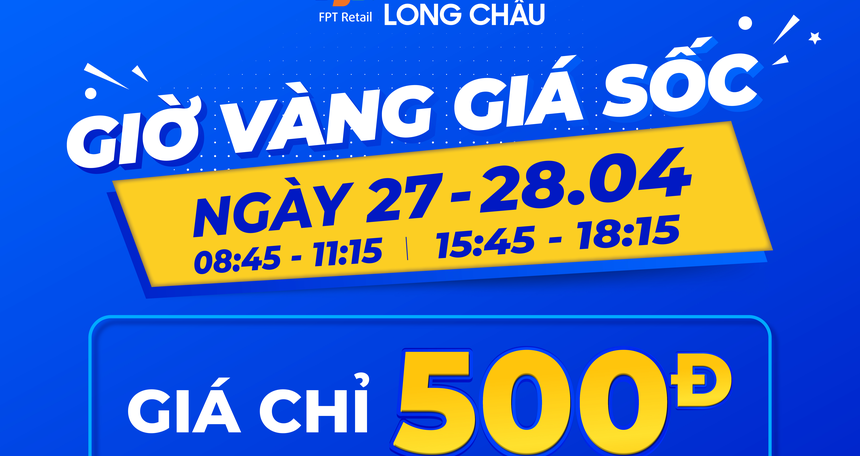 FPT Retail LONG CHÂU
GIỜ VÀNG GIÁ SỐC
NGÀY 27 - 28.04
08:45 - 11:15 | 15:45 - 18:15
GIÁ CHỈ 500Đ